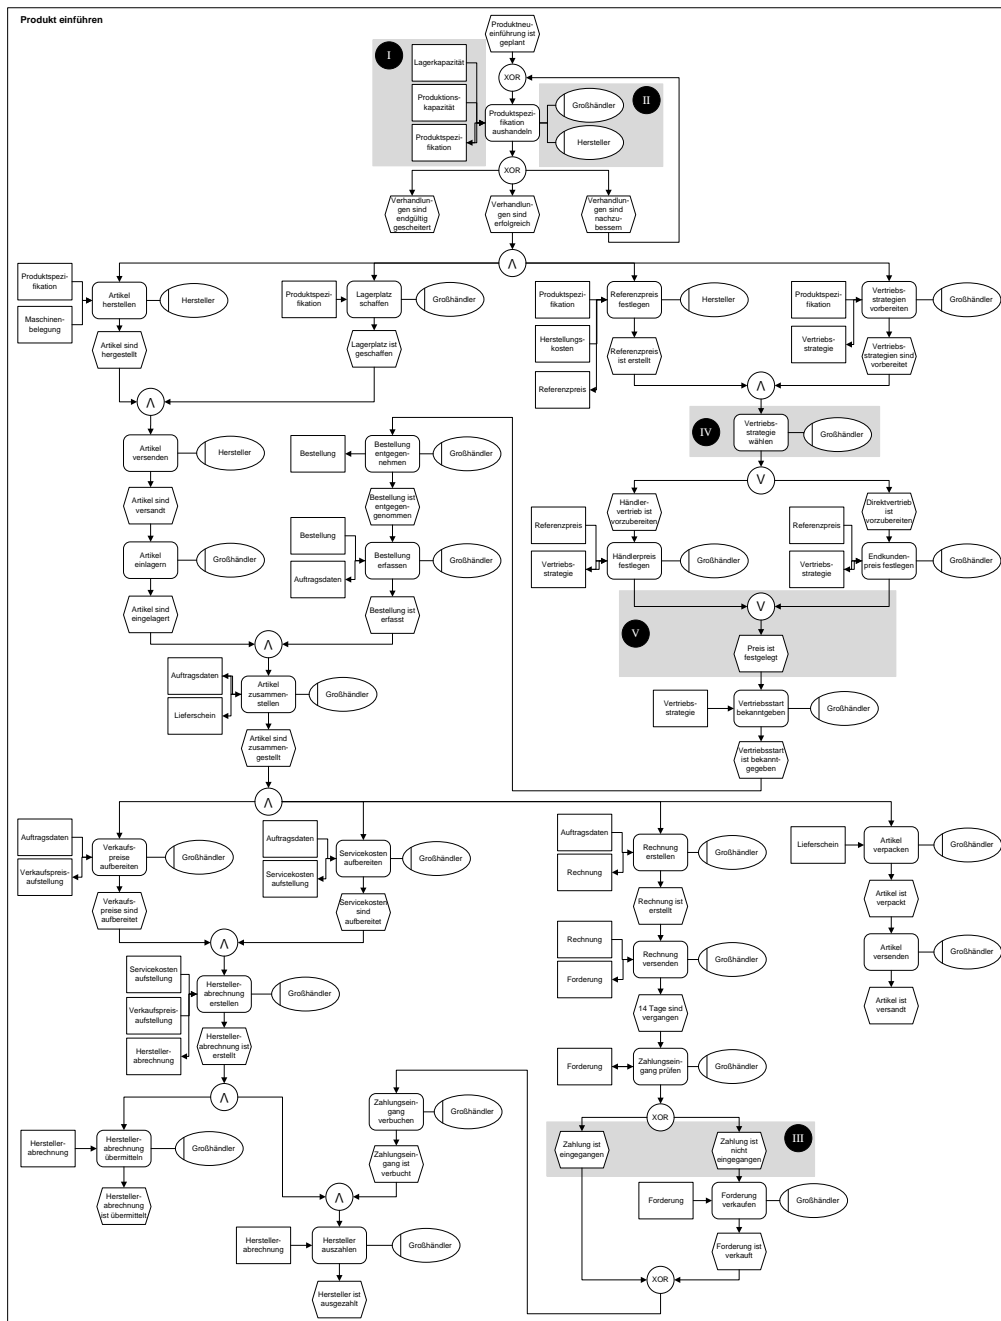 Produkt einführen
Produktneu-
einführung ist
geplant
I
Lagerkapazität
XOR
Produktions-
kapazität
Großhändler
II
Produktspezi-
fikation
aushandeln
Produktspezi-
fikation
Hersteller
XOR
Verhandlun-
gen sind
endgültig
gescheitert
Verhandlun-
gen sind
erfolgreich
Verhandlun-
gen sind
nachzu-
bessern
Λ
Produktspezi-
fikation
Artikel
herstellen
Hersteller
Maschinen-
belegung
Artikel sind
hergestellt
Produktspezi-
fikation
Lagerplatz
schaffen
Großhändler
Lagerplatz ist
geschaffen
Produktspezi-
fikation
Referenzpreis
festlegen
Hersteller
Herstellungs-
kosten
Referenzpreis
ist erstellt
Referenzpreis
Produktspezi-
fikation
Vertriebs-
strategien
vorbereiten
Großhändler
Vertriebs-
strategie
Vertriebs-
strategien sind
vorbereitet
Λ
Λ
IV
Vertriebs-
strategie
wählen
Großhändler
V
Artikel
versenden
Hersteller
Artikel sind
versandt
Artikel
einlagern
Großhändler
Artikel sind
eingelagert
Bestellung
Bestellung
entgegen-
nehmen
Großhändler
Bestellung ist
entgegen-
genommen
Bestellung
Bestellung
erfassen
Großhändler
Auftragsdaten
Bestellung ist
erfasst
Händler-
vertrieb ist
vorzubereiten
Referenzpreis
Händlerpreis
festlegen
Großhändler
Vertriebs-
strategie
Direktvertrieb
ist
vorzubereiten
Referenzpreis
Endkunden-
preis festlegen
Großhändler
Vertriebs-
strategie
V
V
Preis ist
festgelegt
Vertriebs-
strategie
Vertriebsstart
bekanntgeben
Großhändler
Vertriebsstart
ist bekannt-
gegeben
Λ
Auftragsdaten
Artikel
zusammen-
stellen
Großhändler
Lieferschein
Artikel sind
zusammen-
gestellt
Λ
Auftragsdaten
Verkaufs-
preise
aufbereiten
Großhändler
Verkaufspreis-
aufstellung
Verkaufs-
preise sind
aufbereitet
Auftragsdaten
Servicekosten
aufbereiten
Großhändler
Servicekosten
aufstellung
Servicekosten
sind
aufbereitet
Auftragsdaten
Rechnung
erstellen
Großhändler
Rechnung
Rechnung ist
erstellt
Lieferschein
Artikel
verpacken
Großhändler
Artikel ist
verpackt
Artikel
versenden
Großhändler
Artikel ist
versandt
Λ
Servicekosten
aufstellung
Hersteller-
abrechnung
erstellen
Großhändler
Verkaufspreis-
aufstellung
Hersteller-
abrechnung
Hersteller-
abrechnung ist
erstellt
Rechnung
Rechnung
versenden
Großhändler
Forderung
14 Tage sind
vergangen
Forderung
Zahlungsein-
gang prüfen
Großhändler
XOR
Λ
Zahlungsein-
gang
verbuchen
Großhändler
Zahlungsein-
gang ist
verbucht
Zahlung ist
eingegangen
Zahlung ist
nicht
eingegangen
III
Hersteller-
abrechnung
Hersteller-
abrechnung
übermitteln
Großhändler
Hersteller-
abrechnung
ist übermittelt
Forderung
Forderung
verkaufen
Großhändler
Forderung ist
verkauft
Λ
Hersteller-
abrechnung
Hersteller
auszahlen
Großhändler
Hersteller ist
ausgezahlt
XOR